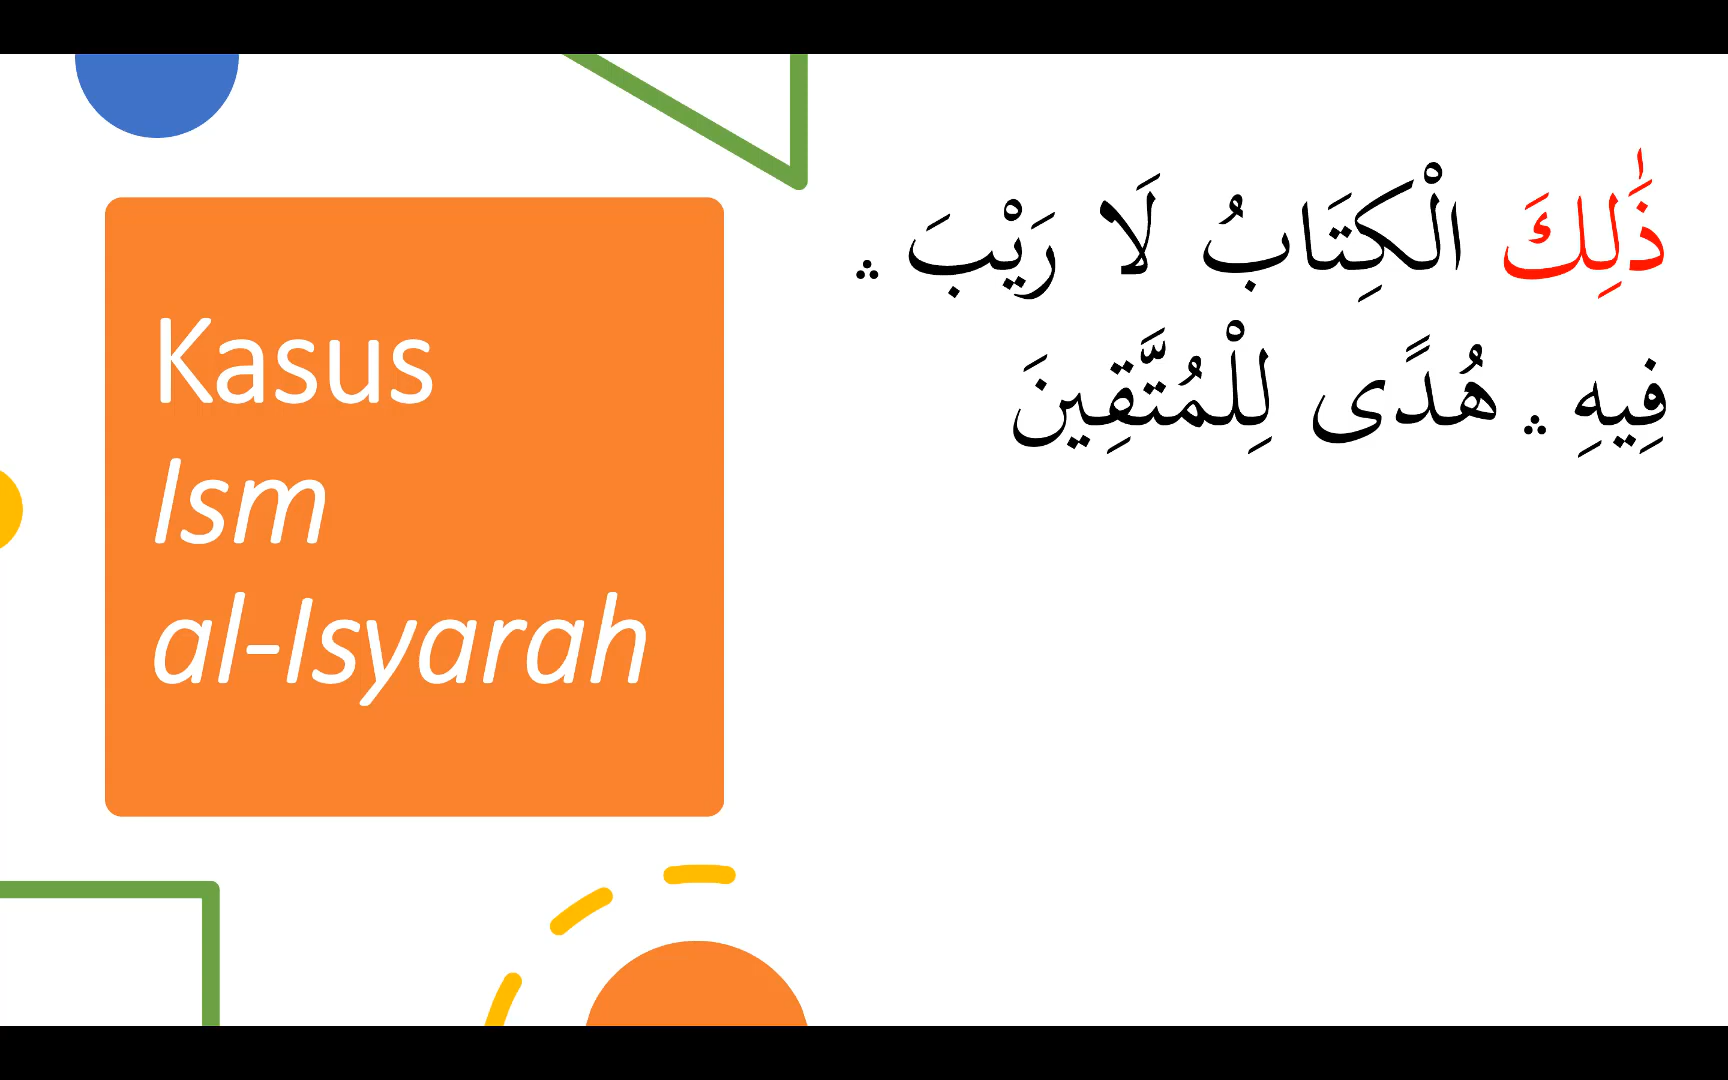 Kasus
Ism
al-Isyarah
ذَٰلِكَ الْكِتَابُ لَا رَيْبَ ۛ
فِيهِ ۛ هُدًى لِلْمُتَّقِينَ